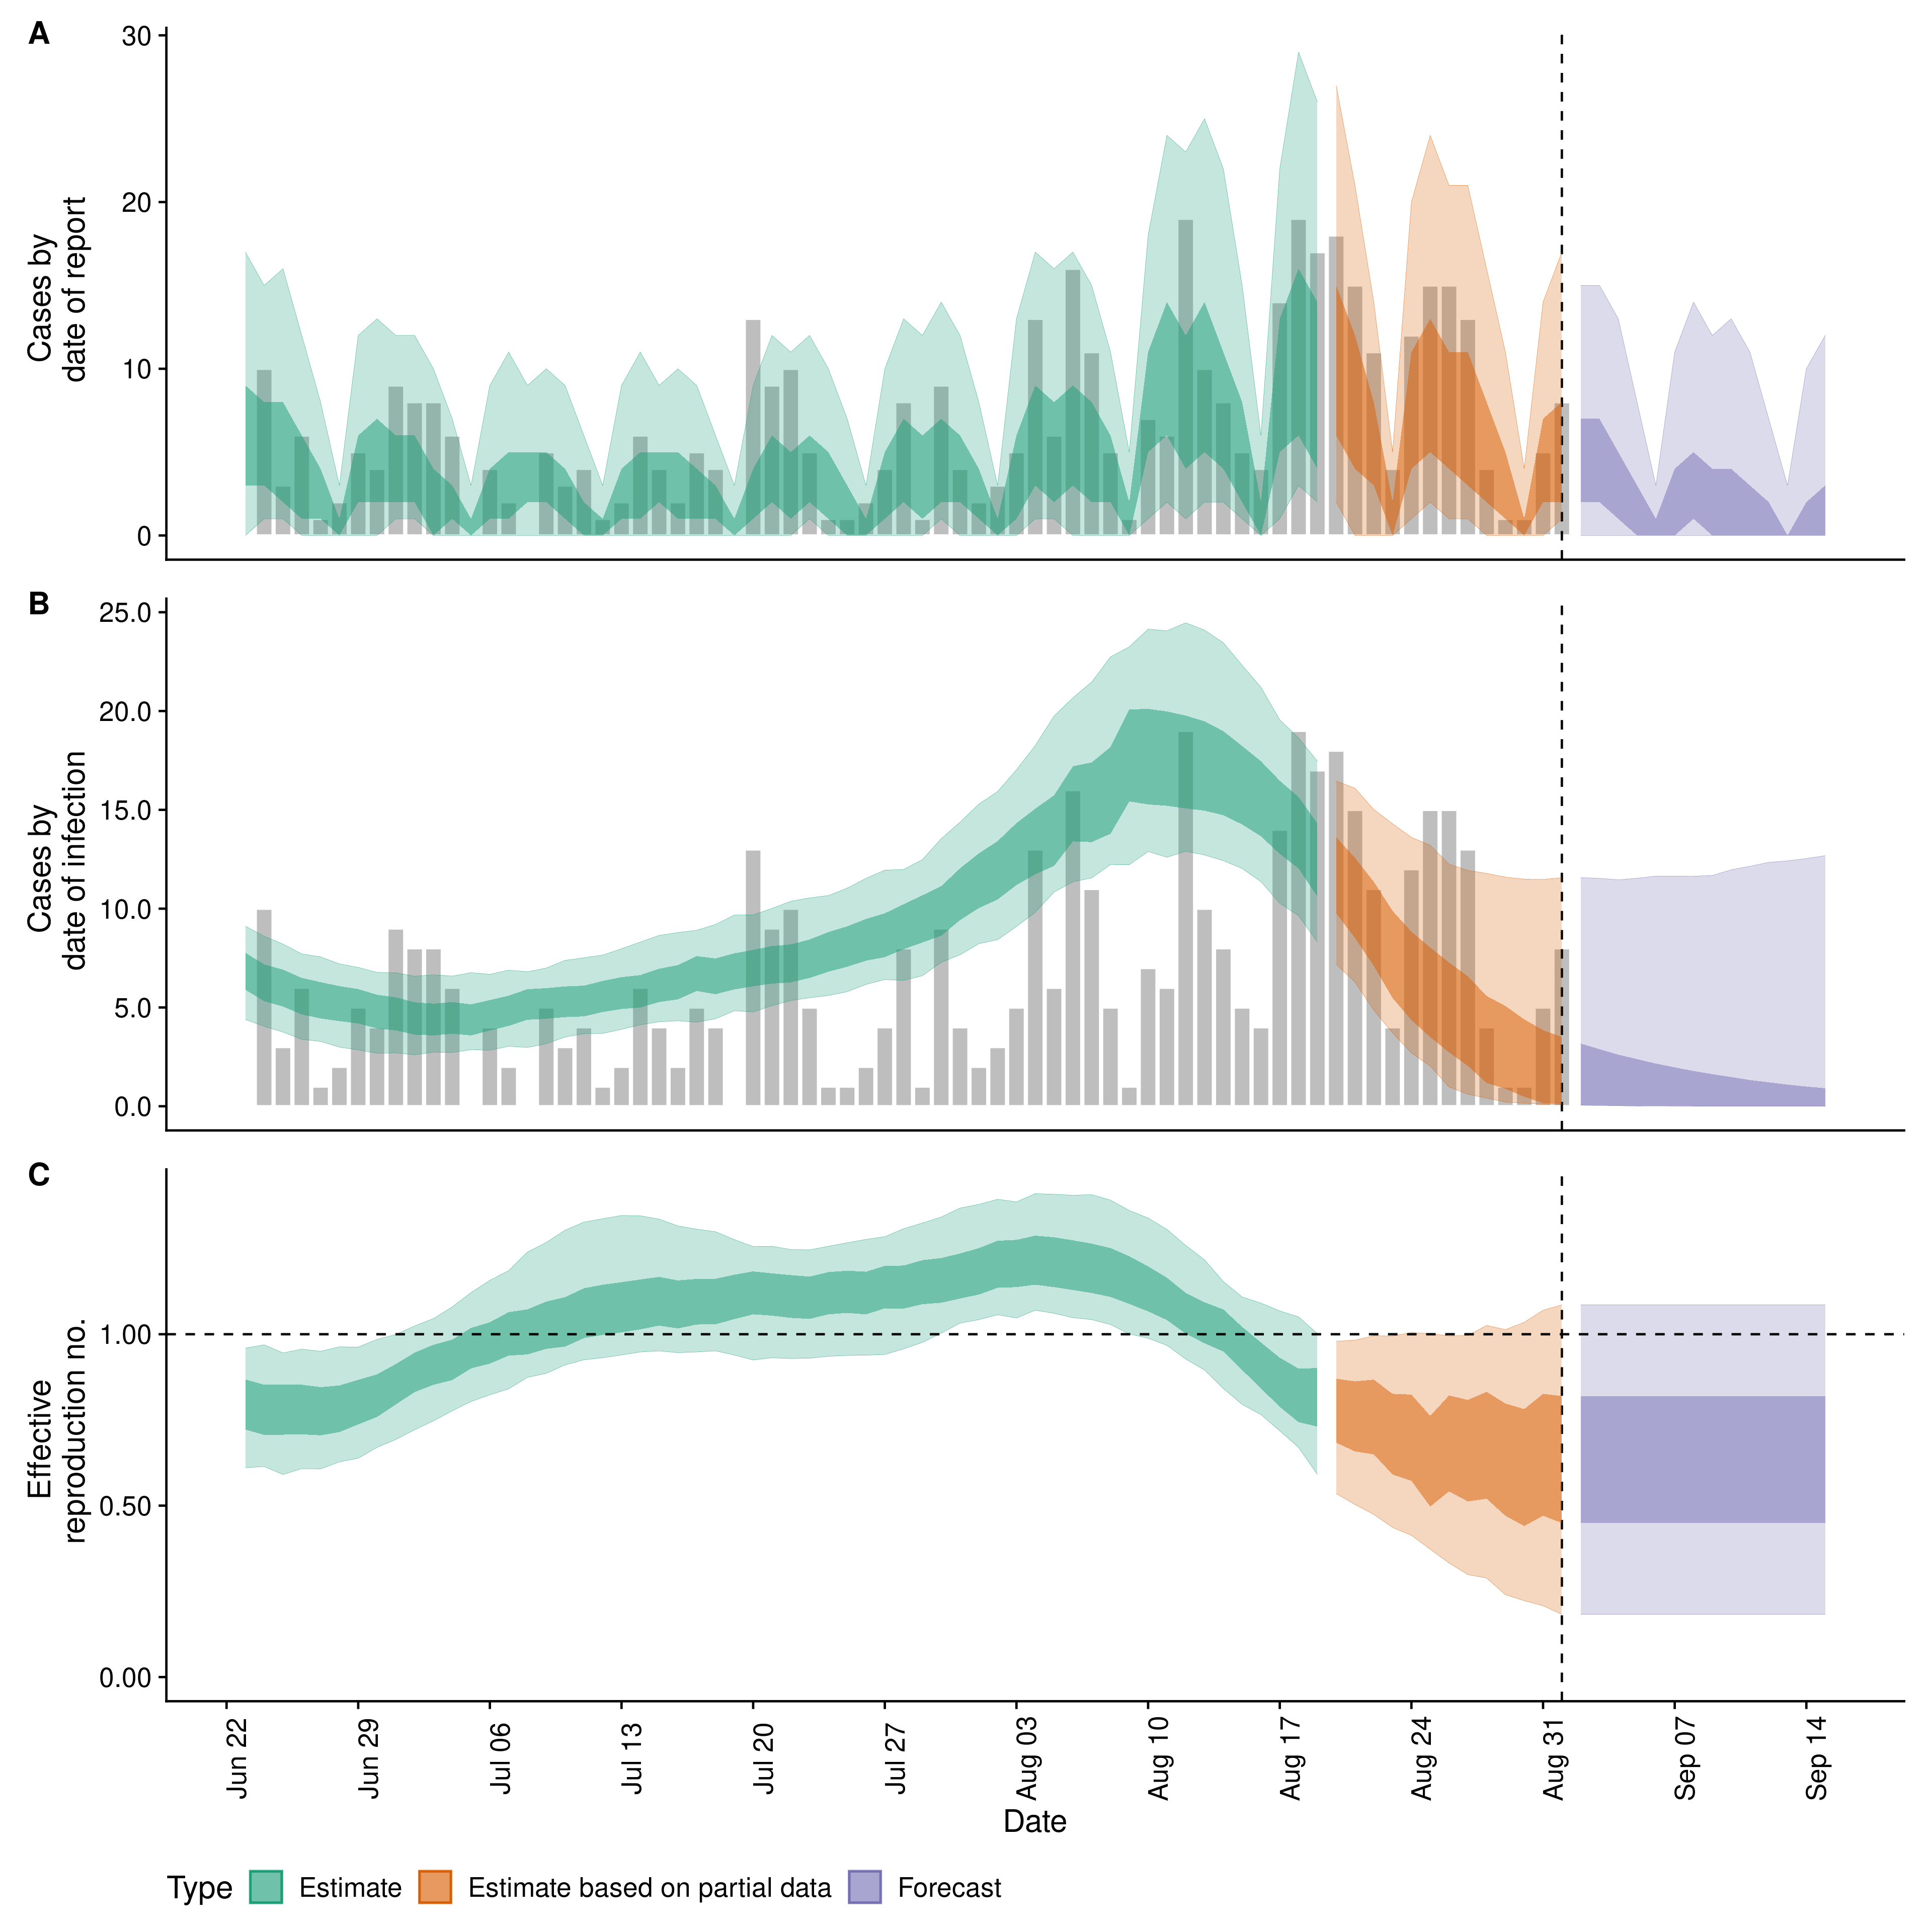 A
30
20
10
0
Cases by
date of report
B
25.0
20.0
15.0
10.0
5.0
0.0
Cases by
date of infection
C
1.00
0.50
0.00
Effective
reproduction no.
Jun 22
Jun 29
Jul 06
Jul 13
Jul 20
Jul 27
Aug 03
Aug 10
Aug 17
Aug 24
Aug 31
Sep 07
Sep 14
Date
Type Estimate Estimate based on partial data Forecast